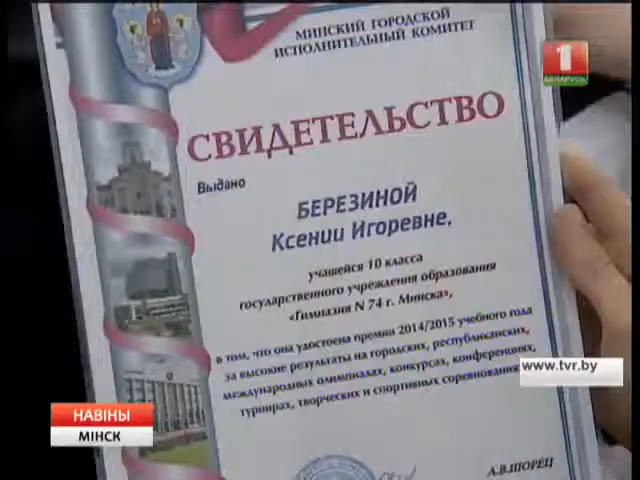 МИНСКИЙ ГОРОДСКОЙ
ИСПОЛНИТЕЛЬНЫЙ КОМИТЕТ
1
БЕЛАРУСЬ
СВИДЕТЕЛЬСТВО
Выдано
БЕРЕЗИНОЙ
Ксении Игоревне,
учащейся 10 класса
государственного учреждения образования
«Гимназия N 74 г. Минска»,
в том, что она удостоена премии 2014/2015 учебного года
за высокие результаты на городских, республиканских,
международных олимпиадах, конкурсах, конференциях,
турнирах, творческих и спортивных соревнованиях
www.tvr.by
НАВІНЫ
МІНСК
А.В.ШОРЕЦ